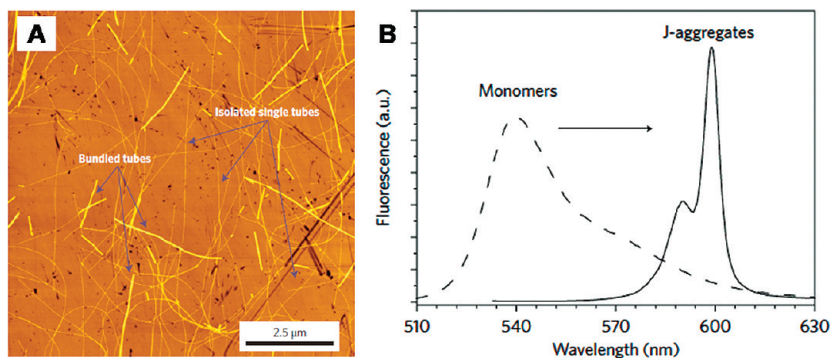 A
Isolated single tubes
Bundled tubes
2.5 μm
B
J-aggregates
Monomers
Fluorescence (a.u.)
510 540 570 600 630
Wavelength (nm)